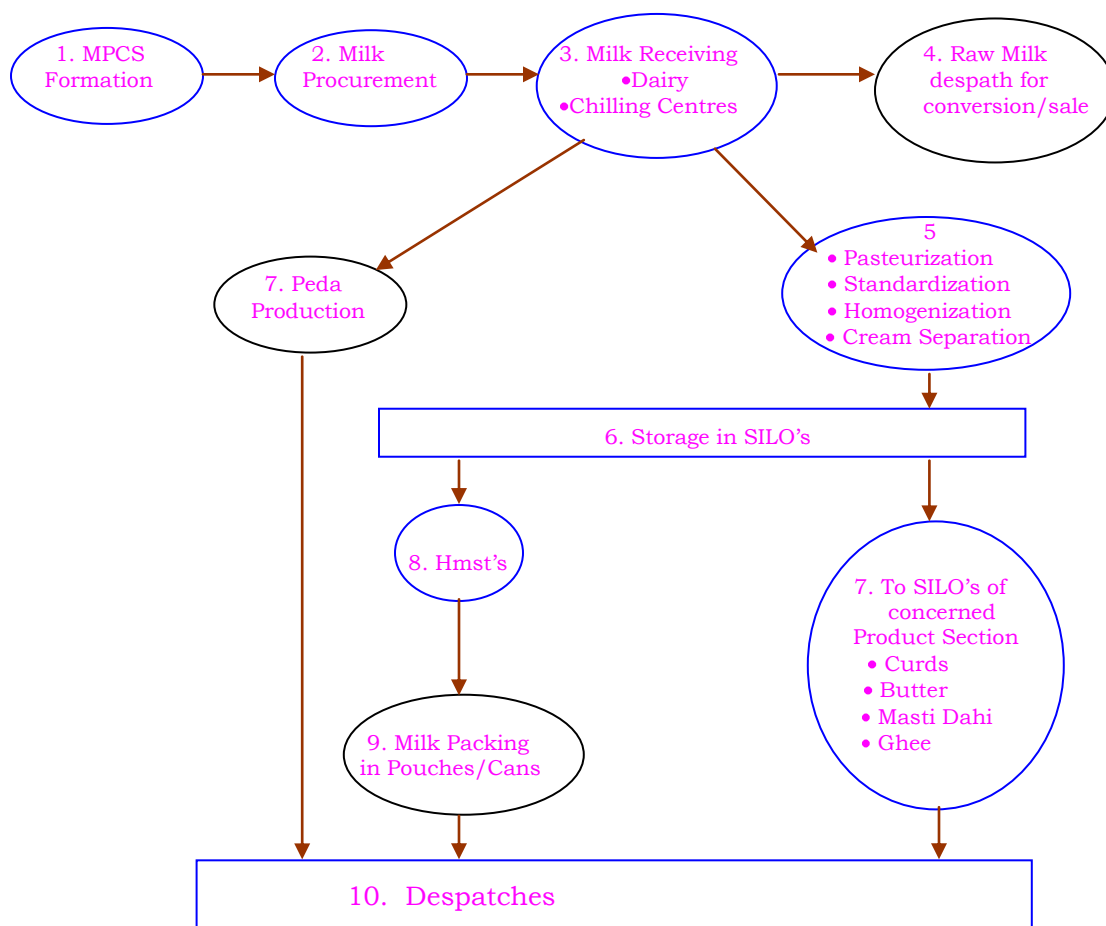 1. MPCS
Formation
2. Milk
Procurement
3. Milk Receiving
•Dairy
•Chilling Centres
4. Raw Milk
despath for
conversion/sale
5
• Pasteurization
• Standardization
• Homogenization
• Cream Separation
7. Peda
Production
6. Storage in SILO’s
8. Hmst’s
7. To SILO’s of
concerned
Product Section
• Curds
• Butter
• Masti Dahi
• Ghee
9. Milk Packing
in Pouches/Cans
10. Despatches